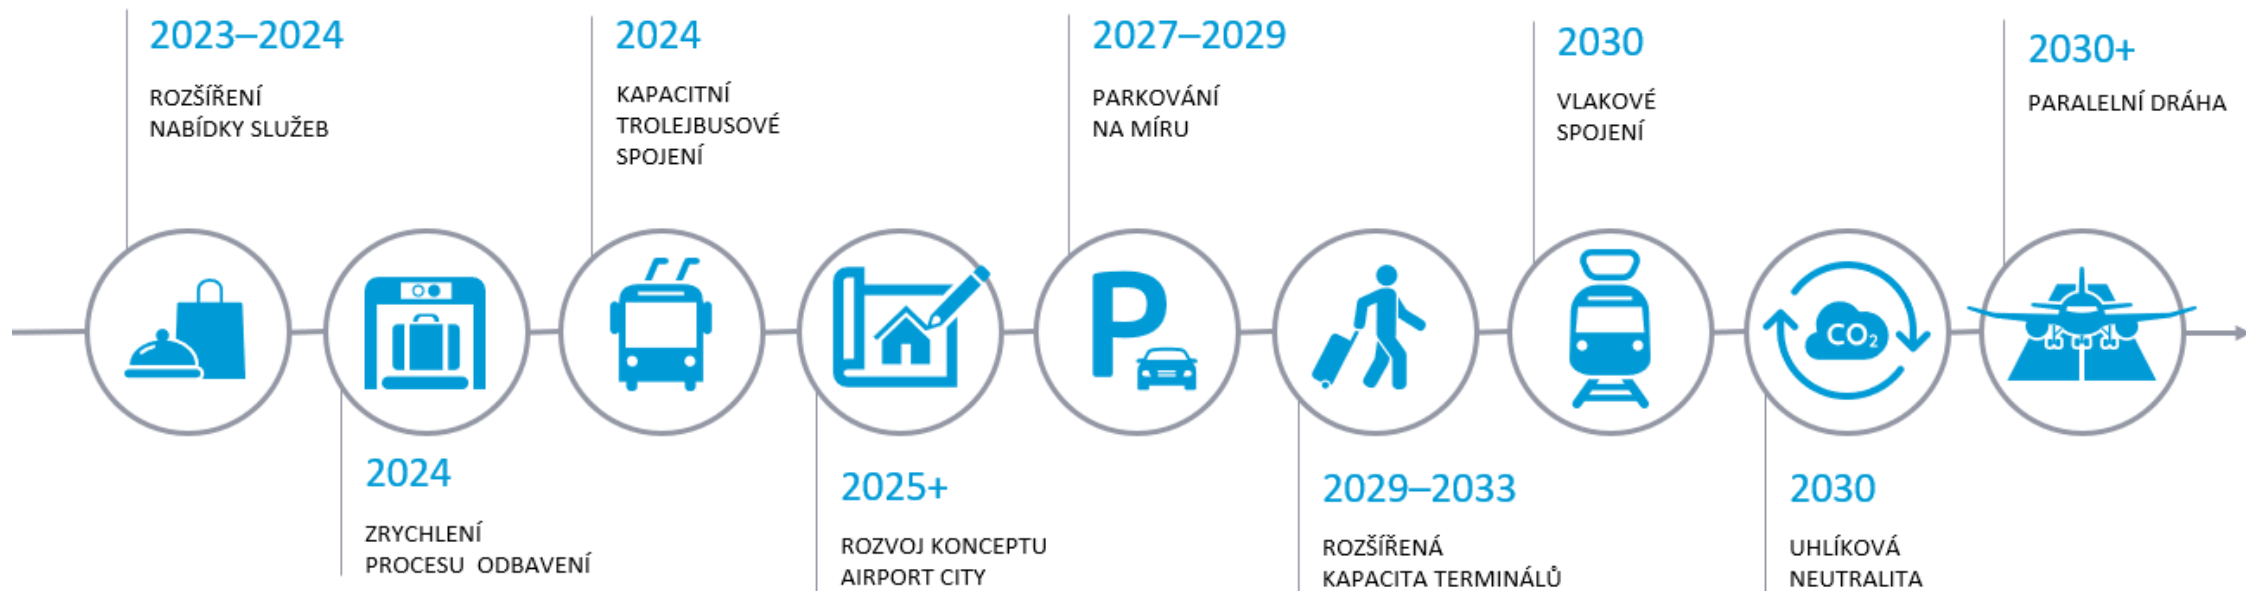 2023–2024
ROZŠÍŘENÍ
NABÍDKY SLUŽEB
2024
ZRYCHLENÍ
PROCESU ODBAVENÍ
2024
KAPACITNÍ
TROLEJBUSOVÉ
SPOJENÍ
2025+
ROZVOJ KONCEPTU
AIRPORT CITY
2027–2029
PARKOVÁNÍ
NA MÍRU
P
2029–2033
ROZŠÍŘENÁ
KAPACITA TERMINÁLŮ
2030
VLAKOVÉ
SPOJENÍ
2030
UHLÍKOVÁ
NEUTRALITA
CO₂
2030+
PARALELNÍ DRÁHA